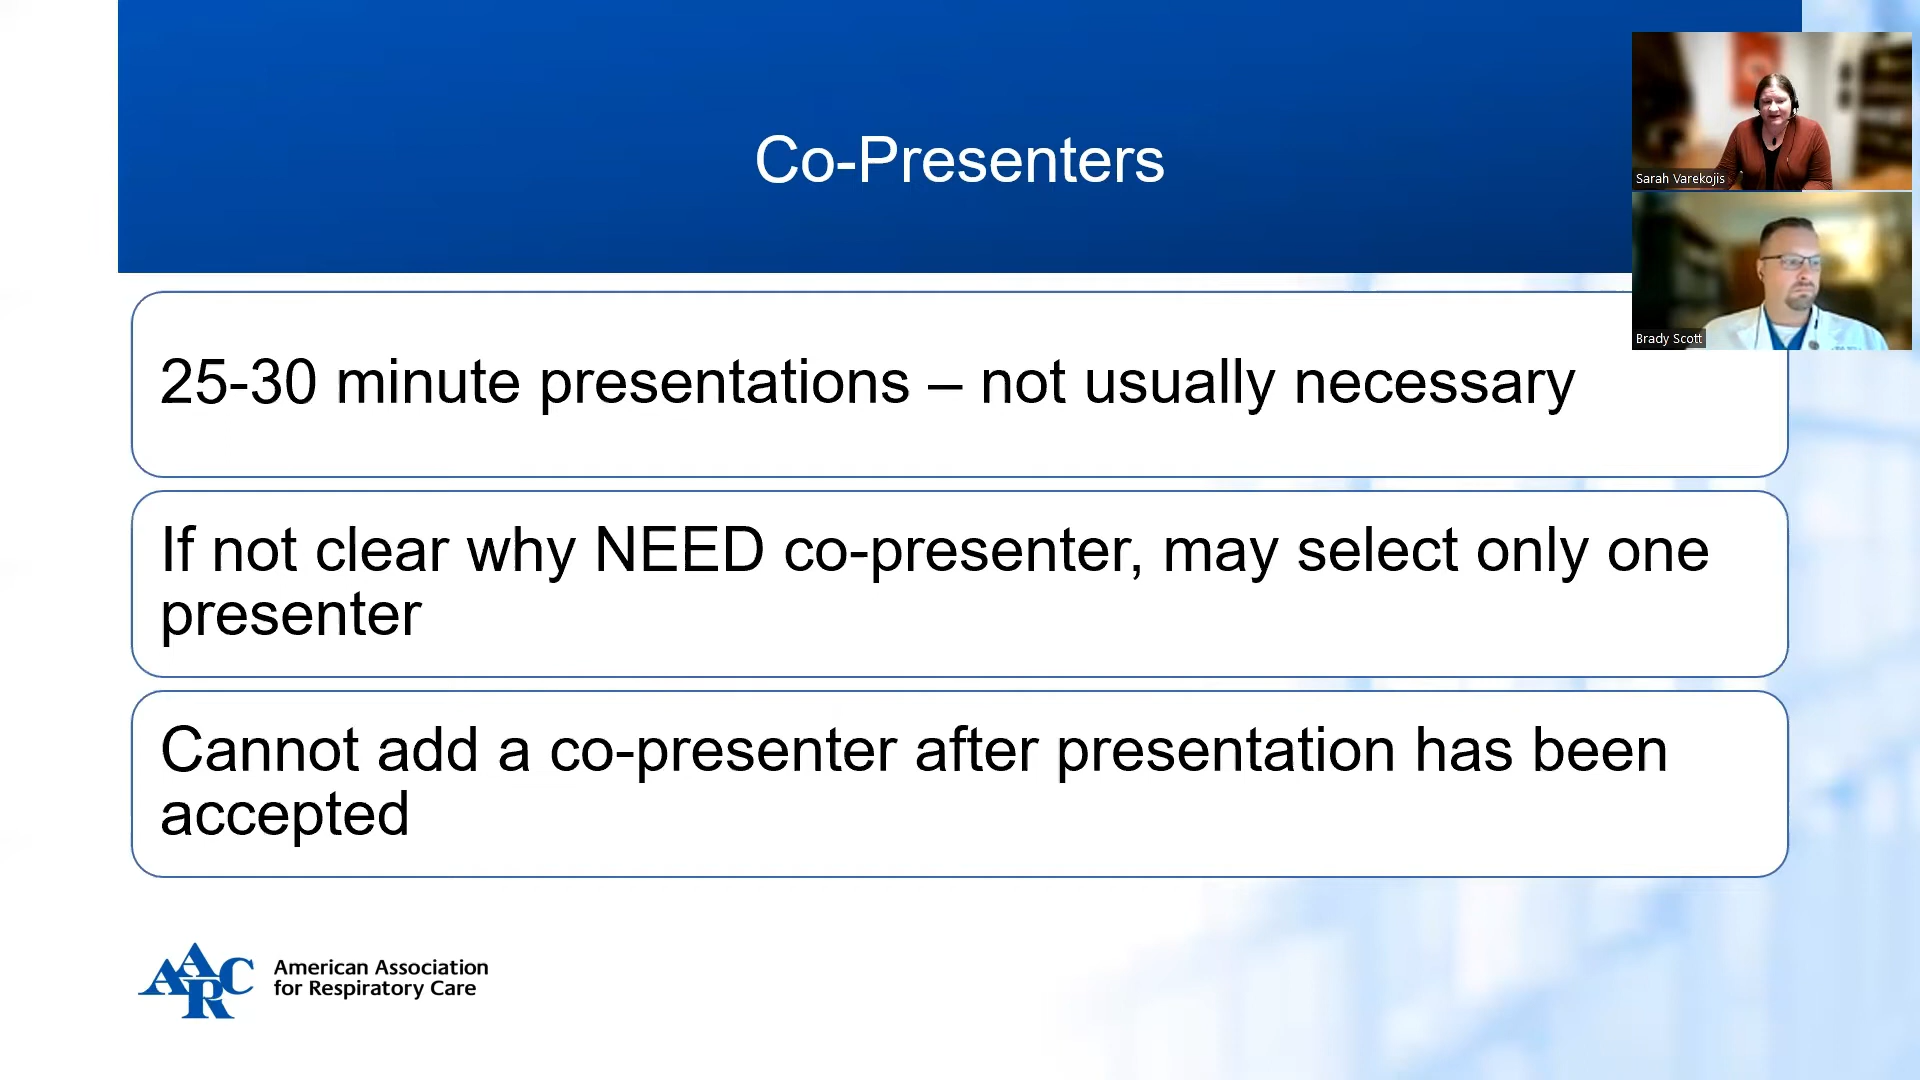 Co-Presenters
Sarah Varekojis
Brady Scott
25-30 minute presentations – not usually necessary
If not clear why NEED co-presenter, may select only one
presenter
Cannot add a co-presenter after presentation has been
accepted
AARC
American Association
for Respiratory Care